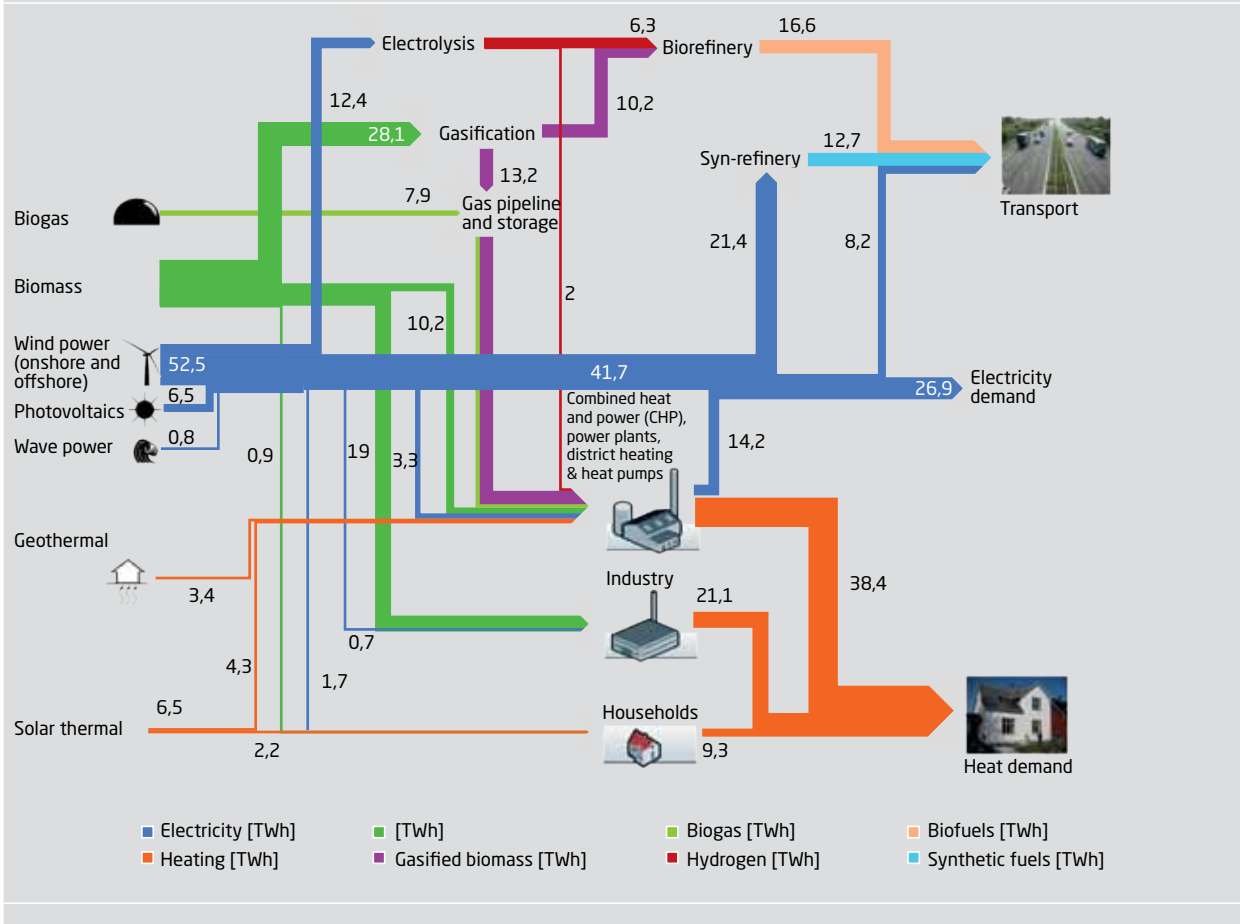 6,3
16,6
Electrolysis
Biorefinery
12,4
10,2
28,1
Gasification
12,7
Syn-refinery
13,2
7,9
Gas pipeline
and storage
Transport
Biogas
21,4
8,2
Biomass
2
10,2
Wind power
(onshore and
offshore)
52,5
41,7
26,9
Electricity
demand
6,5
Photovoltaics
Combined heat
and power (CHP),
power plants,
district heating
& heat pumps
0,8
Wave power
0,9
19
3,3
14,2
Geothermal
3,4
Industry
21,1
38,4
0,7
4,3
1,7
6,5
Solar thermal
2,2
Households
9,3
Heat demand
Electricity [TWh]
[TWh]
Biogas [TWh]
Biofuels [TWh]
Heating [TWh]
Gasified biomass [TWh]
Hydrogen [TWh]
Synthetic fuels [TWh]